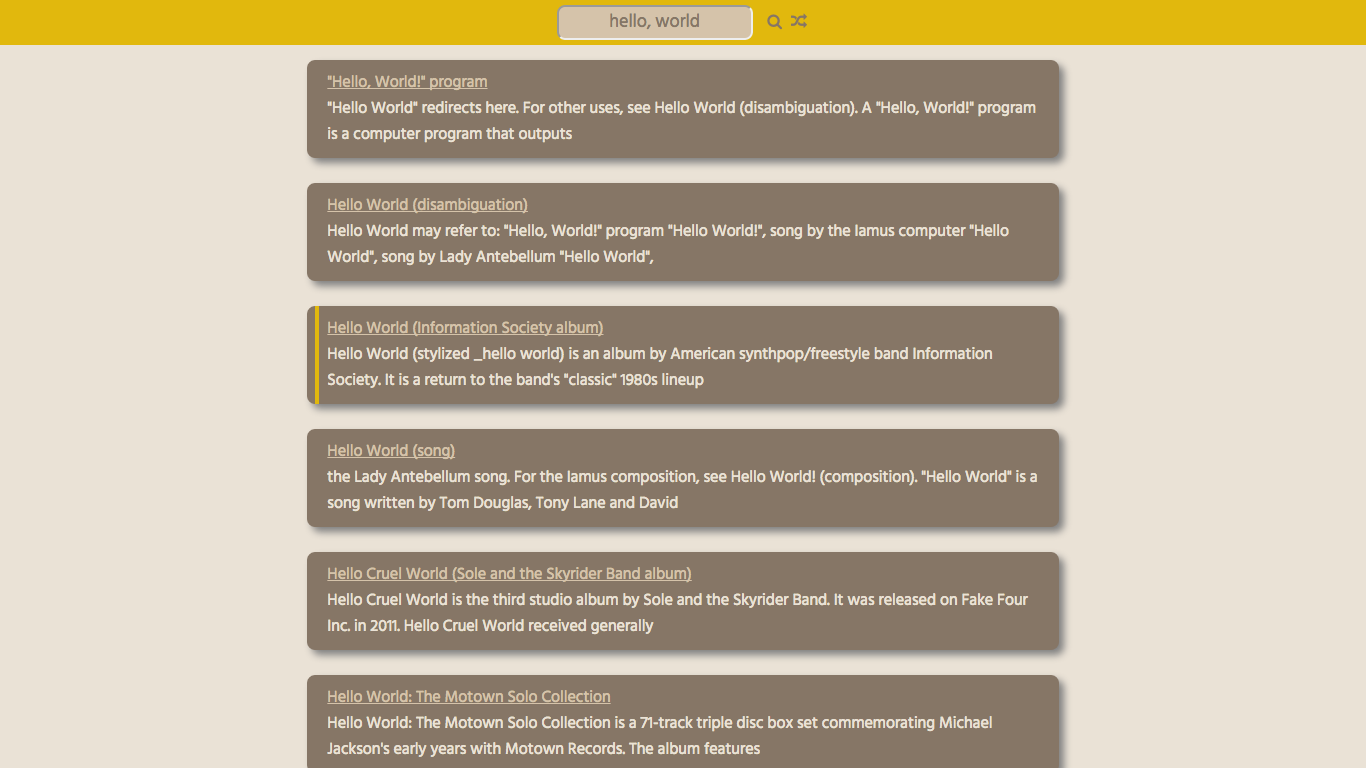 hello, world
"Hello, World!" program
"Hello World" redirects here. For other uses, see Hello World (disambiguation). A "Hello, World!" program
is a computer program that outputs
Hello World (disambiguation)
Hello World may refer to: "Hello, World!" program "Hello World!", song by the Iamus computer "Hello
World", song by Lady Antebellum "Hello World",
Hello World (Information Society album)
Hello World (stylized _hello world) is an album by American synthpop/freestyle band Information
Society. It is a return to the band's "classic" 1980s lineup
Hello World (song)
the Lady Antebellum song. For the Iamus composition, see Hello World! (composition). "Hello World" is a
song written by Tom Douglas, Tony Lane and David
Hello Cruel World (Sole and the Skyrider Band album)
Hello Cruel World is the third studio album by Sole and the Skyrider Band. It was released on Fake Four
Inc. in 2011. Hello Cruel World received generally
Hello World: The Motown Solo Collection
Hello World: The Motown Solo Collection is a 71-track triple disc box set commemorating Michael
Jackson's early years with Motown Records. The album features